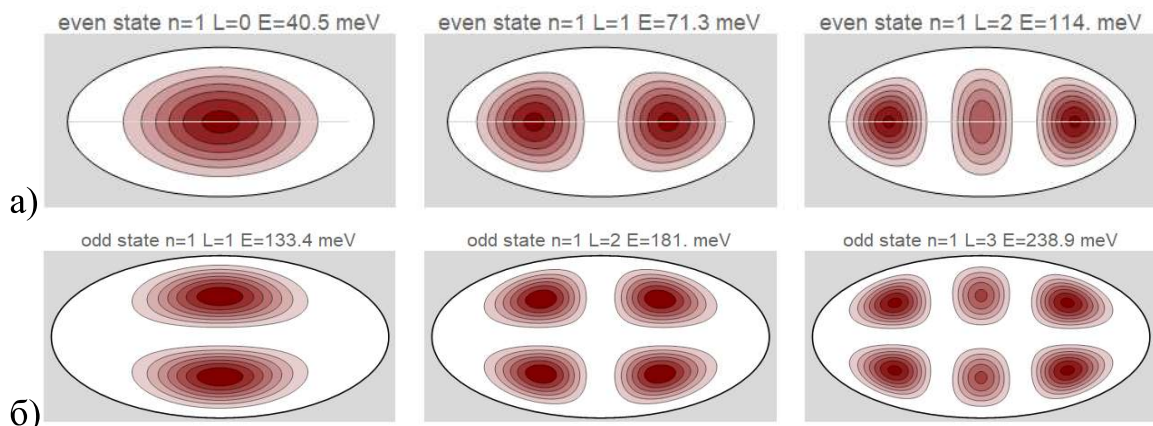 even state n=1 L=0 E=40.5 meV
even state n=1 L=1 E=71.3 meV
even state n=1 L=2 E=114. meV
а)
odd state n=1 L=1 E=133.4 meV
odd state n=1 L=2 E=181. meV
odd state n=1 L=3 E=238.9 meV
б)